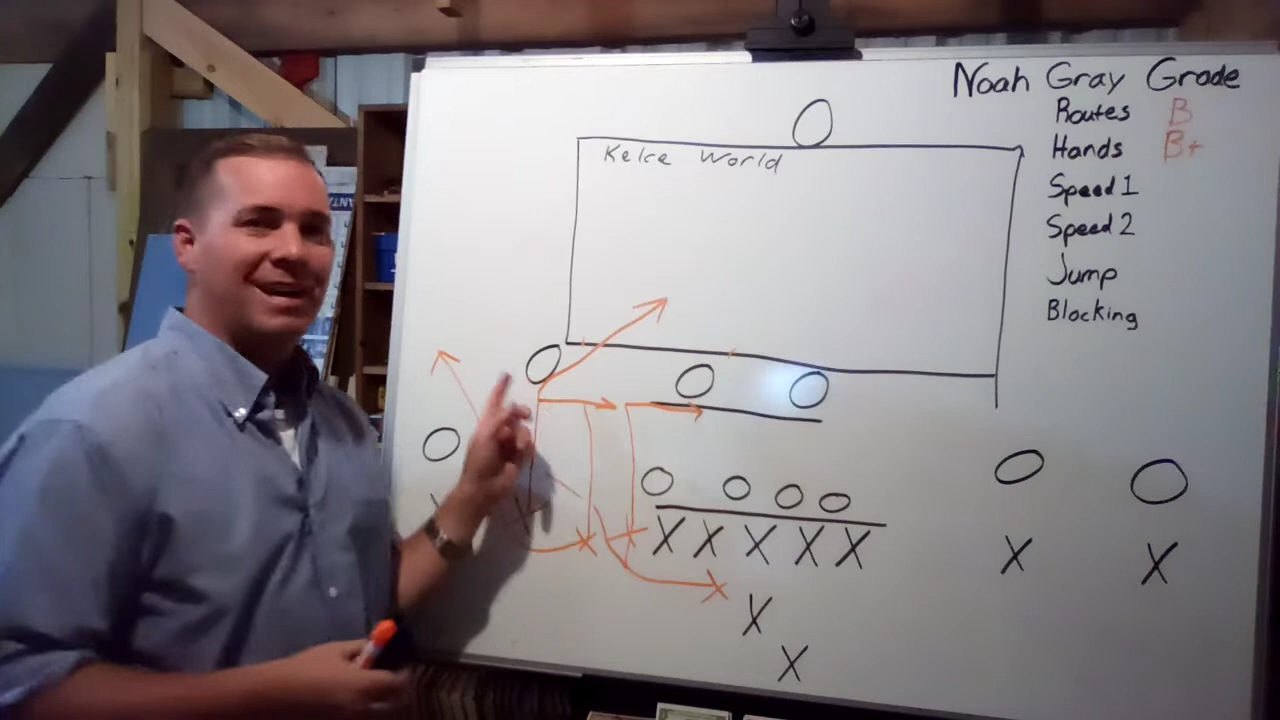 Noah Gray Grade
Routes B
Hands B+
Speed 1
Speed 2
Jump
Blocking
Kelce World